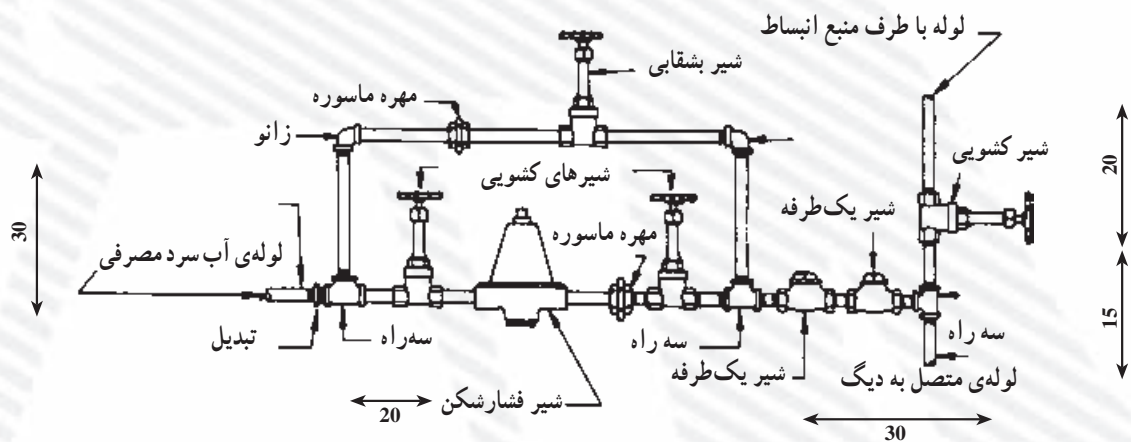 لوله با طرف منبع انبساط
شیر بشقابی
مهره ماسوره
زانو
شیر کشویی
20
شیرهای کشویی
شیر یک‌طرفه
30
مهره ماسوره
لوله‌ی آب سرد مصرفی
15
تبدیل
سه‌راه
سه راه
سه راه
شیر یک‌طرفه
لوله‌ی متصل به دیگ
شیر فشارشکن
20
30